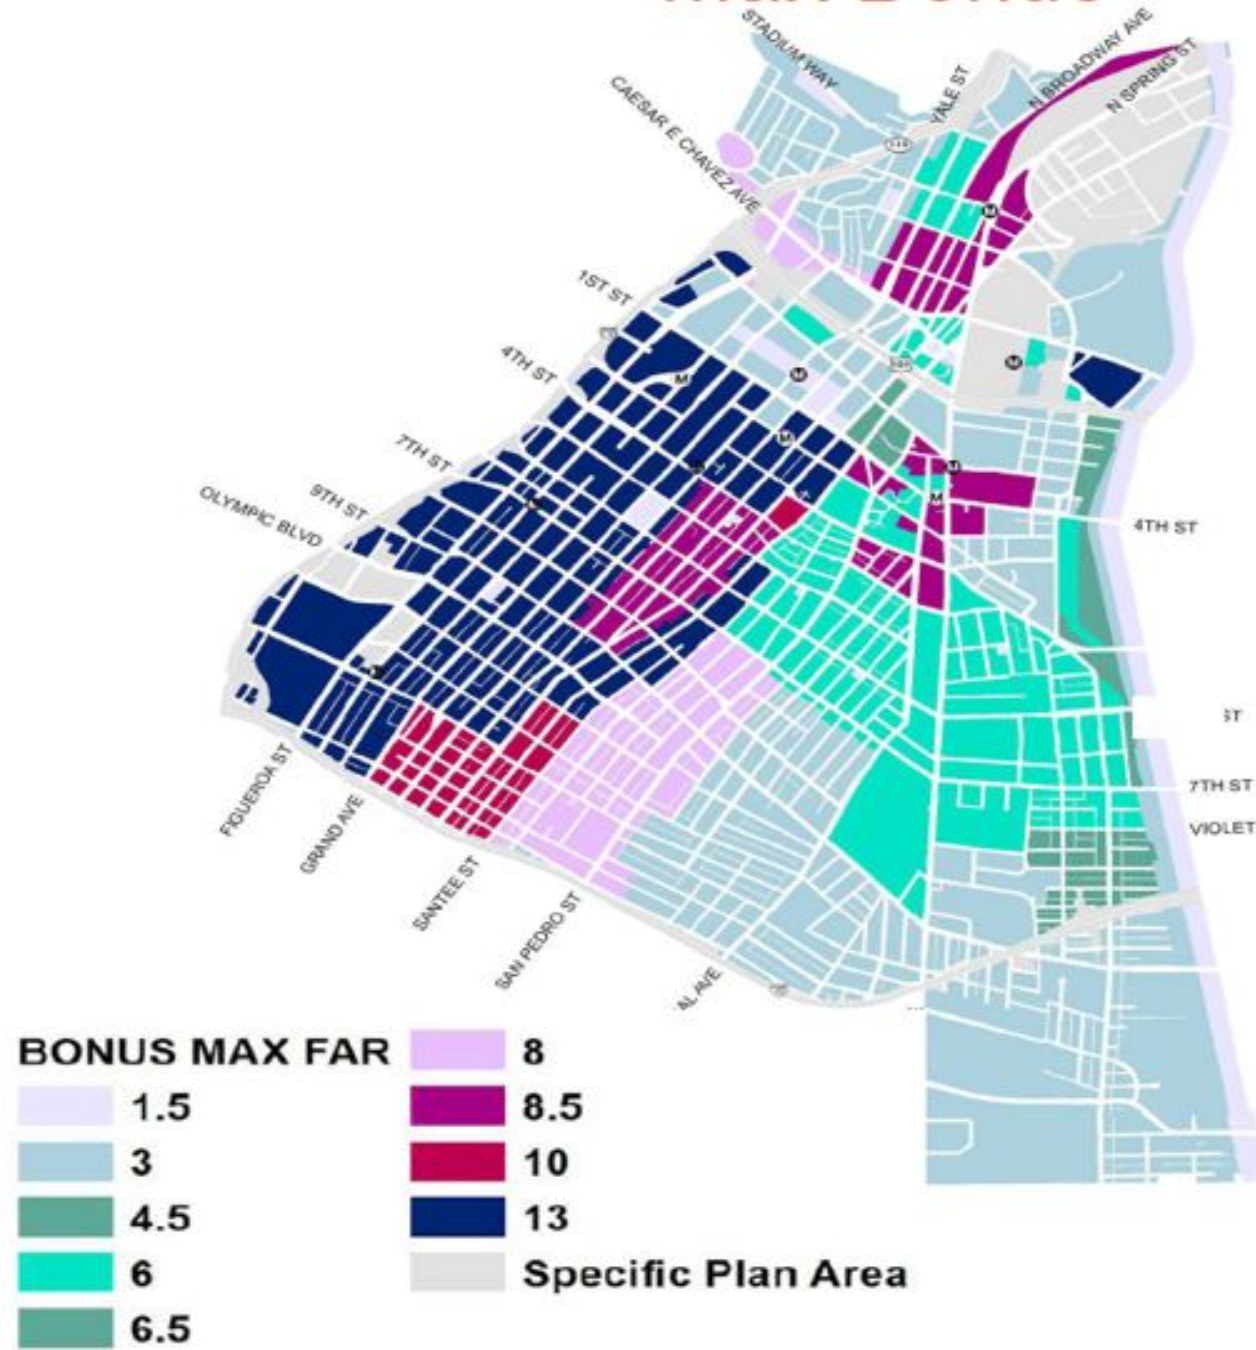 STADIUM WAY
CAESAR E CHAVEZ AVE
YALE ST
N BROADWAY AVE
N SPRING ST
1ST ST
4TH ST
7TH ST
9TH ST
OLYMPIC BLVD
4TH ST
ST
7TH ST
VIOLET
FIGUEROA ST
GRAND AVE
SANTEE ST
SAN PEDRO ST
AL AVE
M
M
M
M
M
M
M
BONUS MAX FAR
1.5
3
4.5
6
6.5
8
8.5
10
13
Specific Plan Area